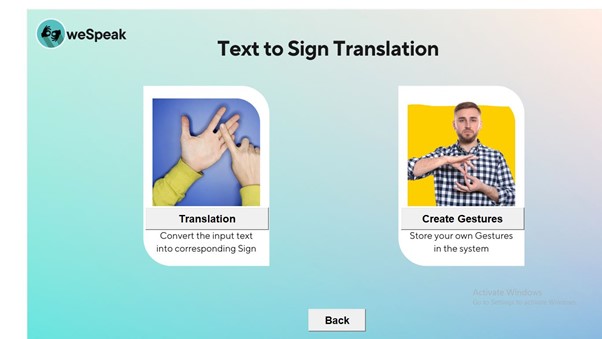 weSpeak
Text to Sign Translation
Translation
Convert the input text
into corresponding Sign
Create Gestures
Store your own Gestures
in the system
Activate Windows
Go to Settings to activate Windows.
Back